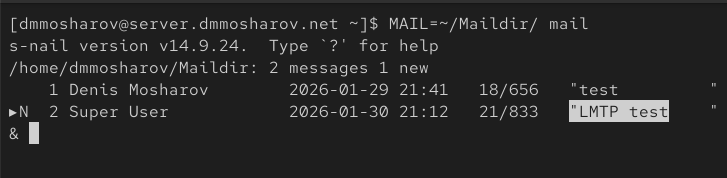 [dmmosharov@server.dmmosharov.net ~]$ MAIL=~/Maildir/ mail
s-nail version v14.9.24.  Type `?' for help
/home/dmmosharov/Maildir: 2 messages 1 new
    1 Denis Mosharov        2026-01-29 21:41   18/656   "test         "
▸N  2 Super User            2026-01-30 21:12   21/833   "LMTP test    "
&